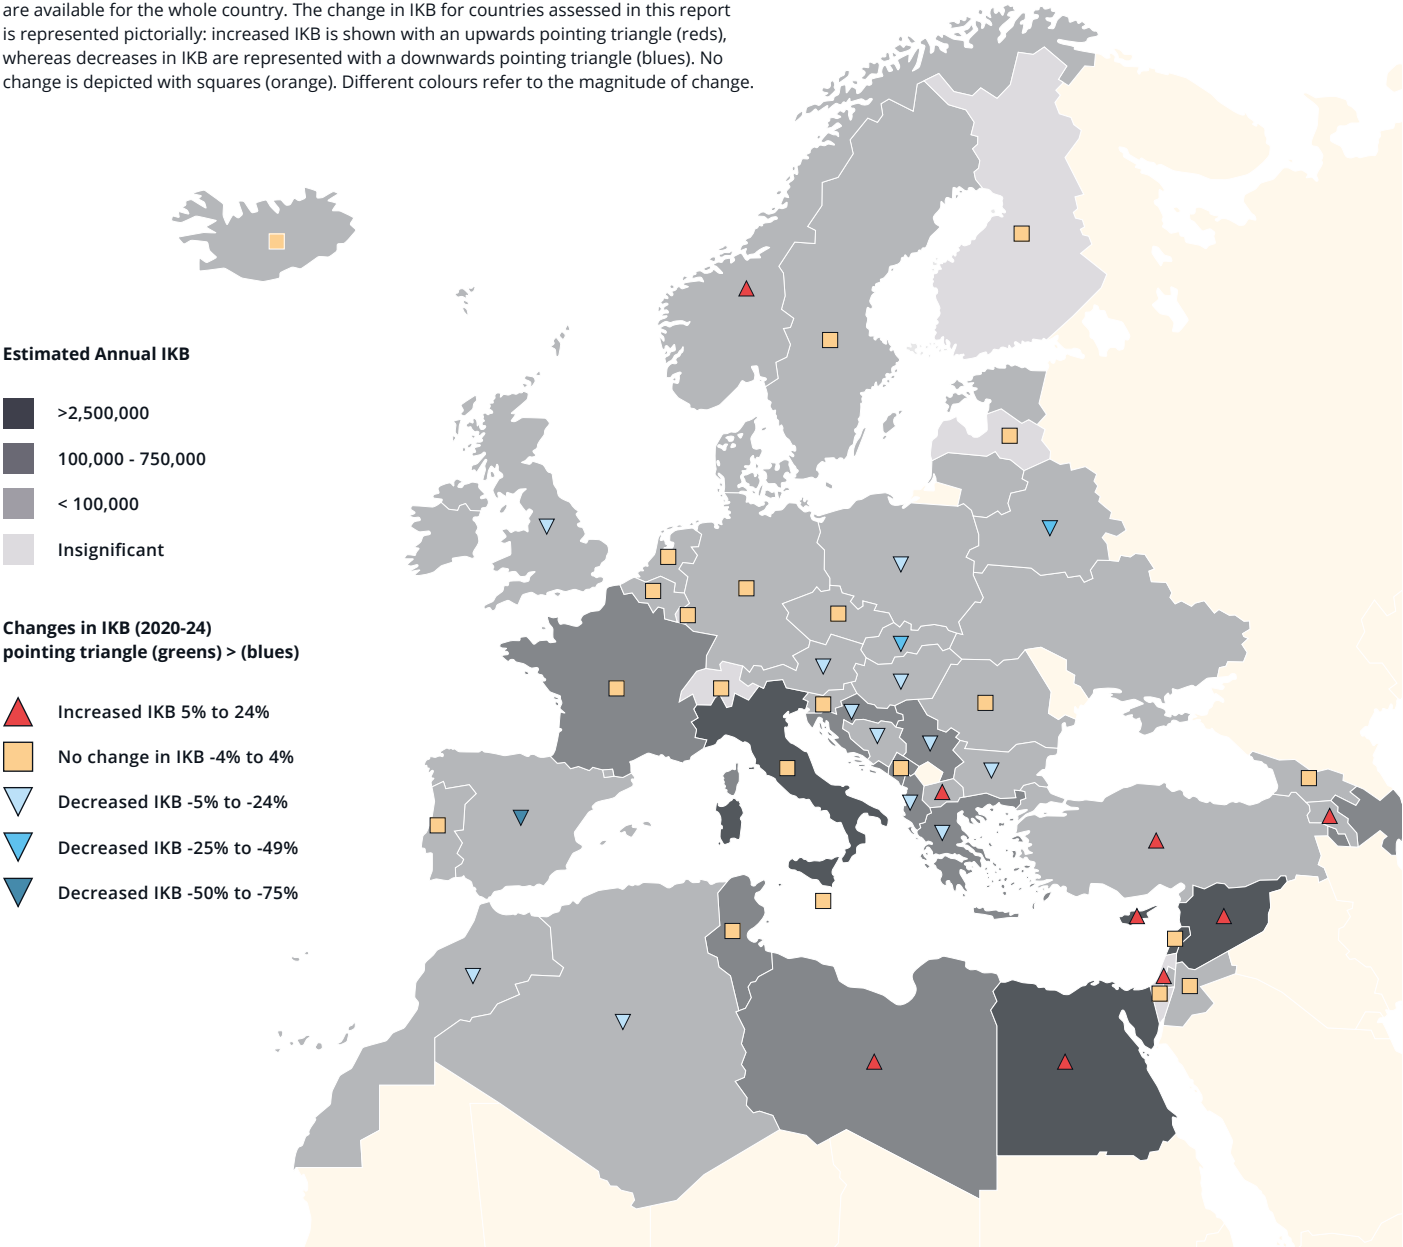 are available for the whole country. The change in IKB for countries assessed in this report
is represented pictorially: increased IKB is shown with an upwards pointing triangle (reds),
whereas decreases in IKB are represented with a downwards pointing triangle (blues). No
change is depicted with squares (orange). Different colours refer to the magnitude of change.
Estimated Annual IKB
>2,500,000
100,000 - 750,000
< 100,000
Insignificant
Changes in IKB (2020-24)
pointing triangle (greens) > (blues)
Increased IKB 5% to 24%
No change in IKB -4% to 4%
Decreased IKB -5% to -24%
Decreased IKB -25% to -49%
Decreased IKB -50% to -75%